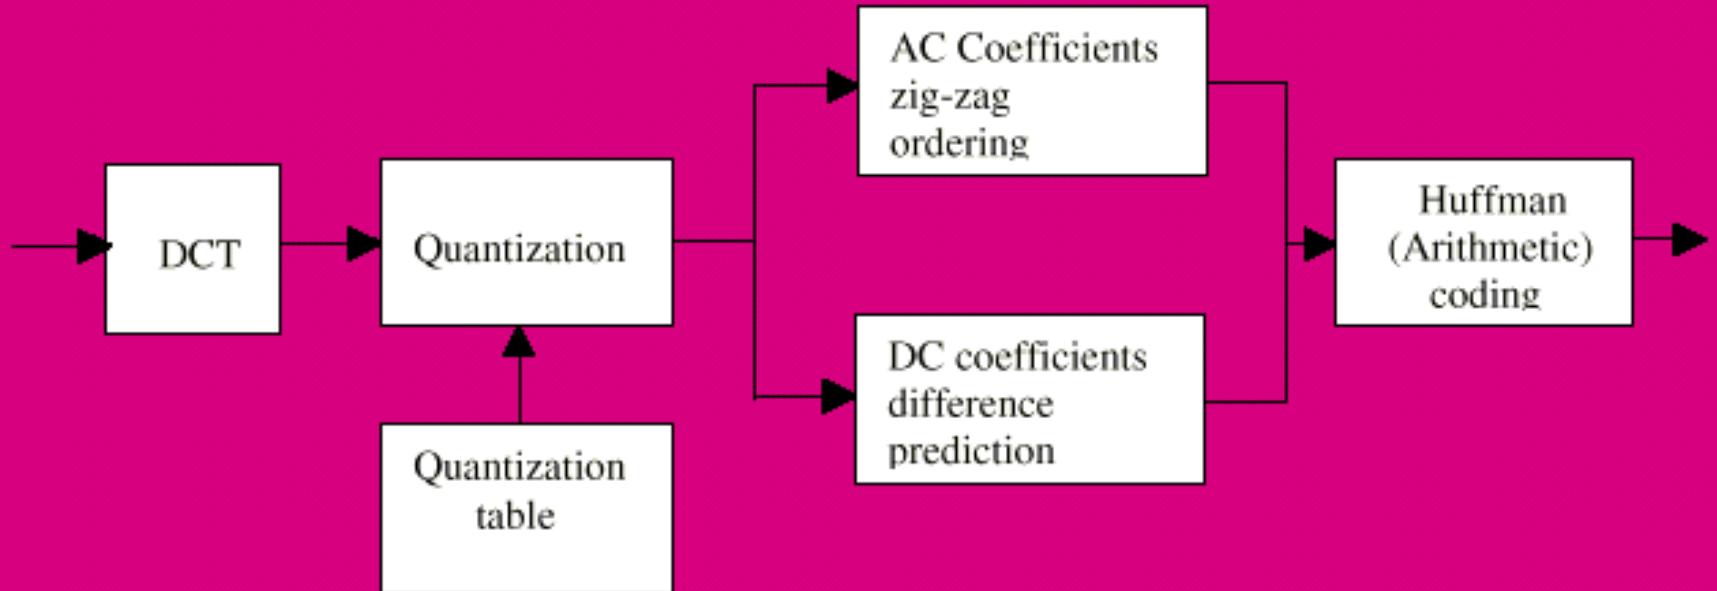 DCT
Quantization
Quantization
table
AC Coefficients
zig-zag
ordering
DC coefficients
difference
prediction
Huffman
(Arithmetic)
coding